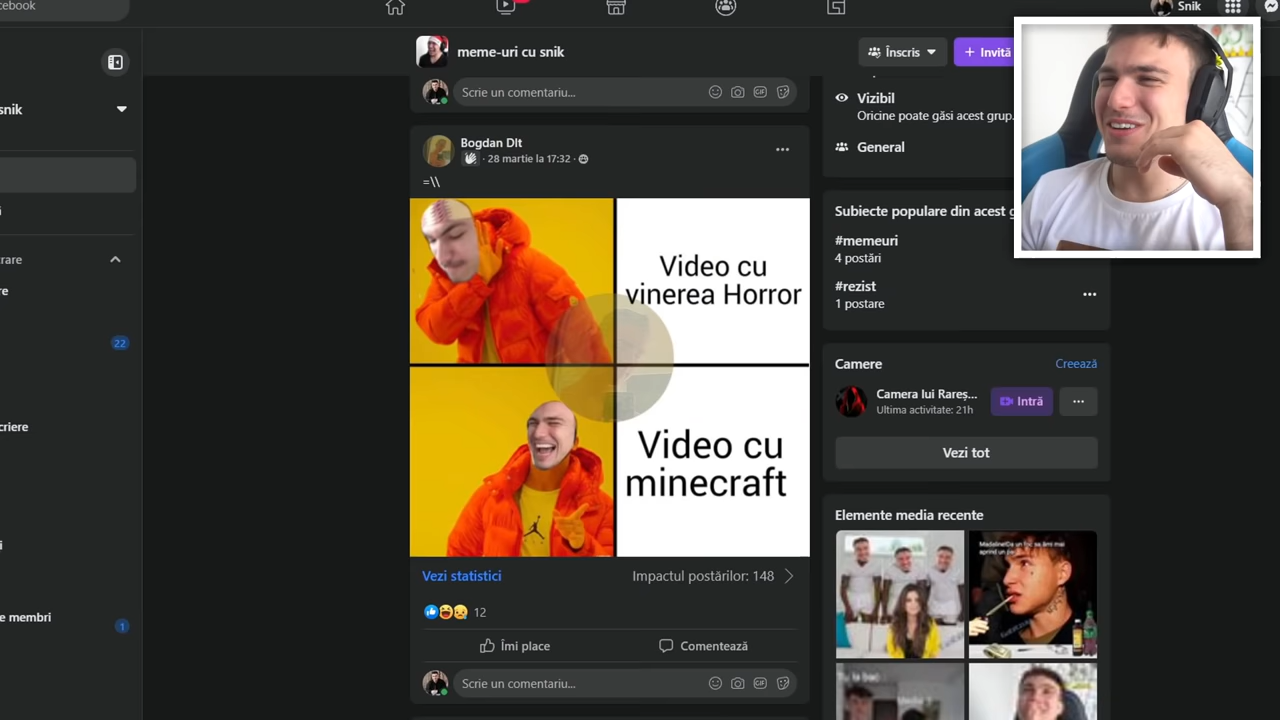 cebook
Snik
meme-uri cu snik
Înscris
+ Invită
snik
Scrie un comentariu...
GIF
Vizibil
Oricine poate găsi acest grup.
General
Bogdan Dlt
· 28 martie la 17:32 ·
=\\
Video cu
vinerea Horror
Video cu
minecraft
Vezi statistici
Impactul postărilor: 148
12
Îmi place
Comentează
Scrie un comentariu...
GIF
Subiecte populare din acest g
#memeuri
4 postări
#rezist
1 postare
Camere
Creează
Camera lui Rareș...
Ultima activitate: 21h
Intră
Vezi tot
Elemente media recente
rare
re
22
criere
i
e membri
1